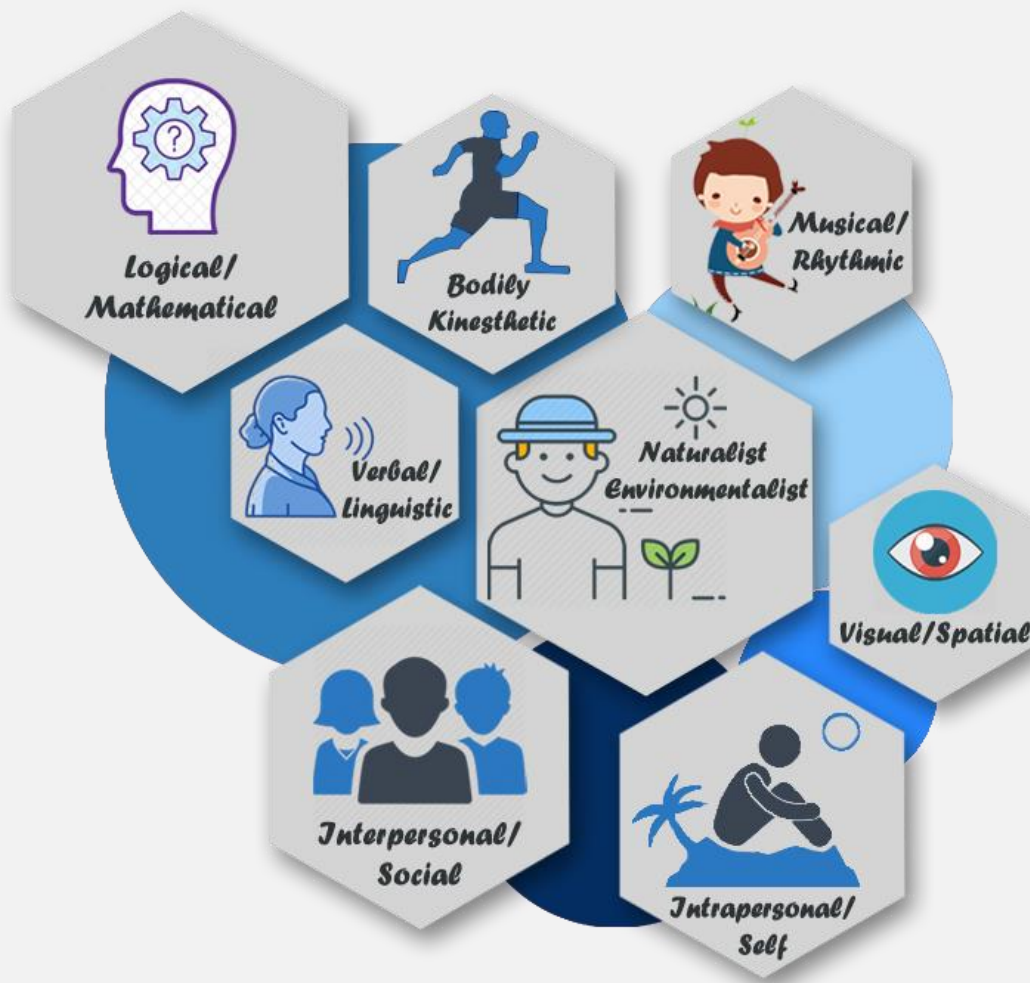 Logical/
Mathematical
Bodily
Kinesthetic
Musical/
Rhythmic
Verbal/
Linguistic
Naturalist
Environmentalist
Visual/Spatial
Interpersonal/
Social
Intrapersonal/
Self
?